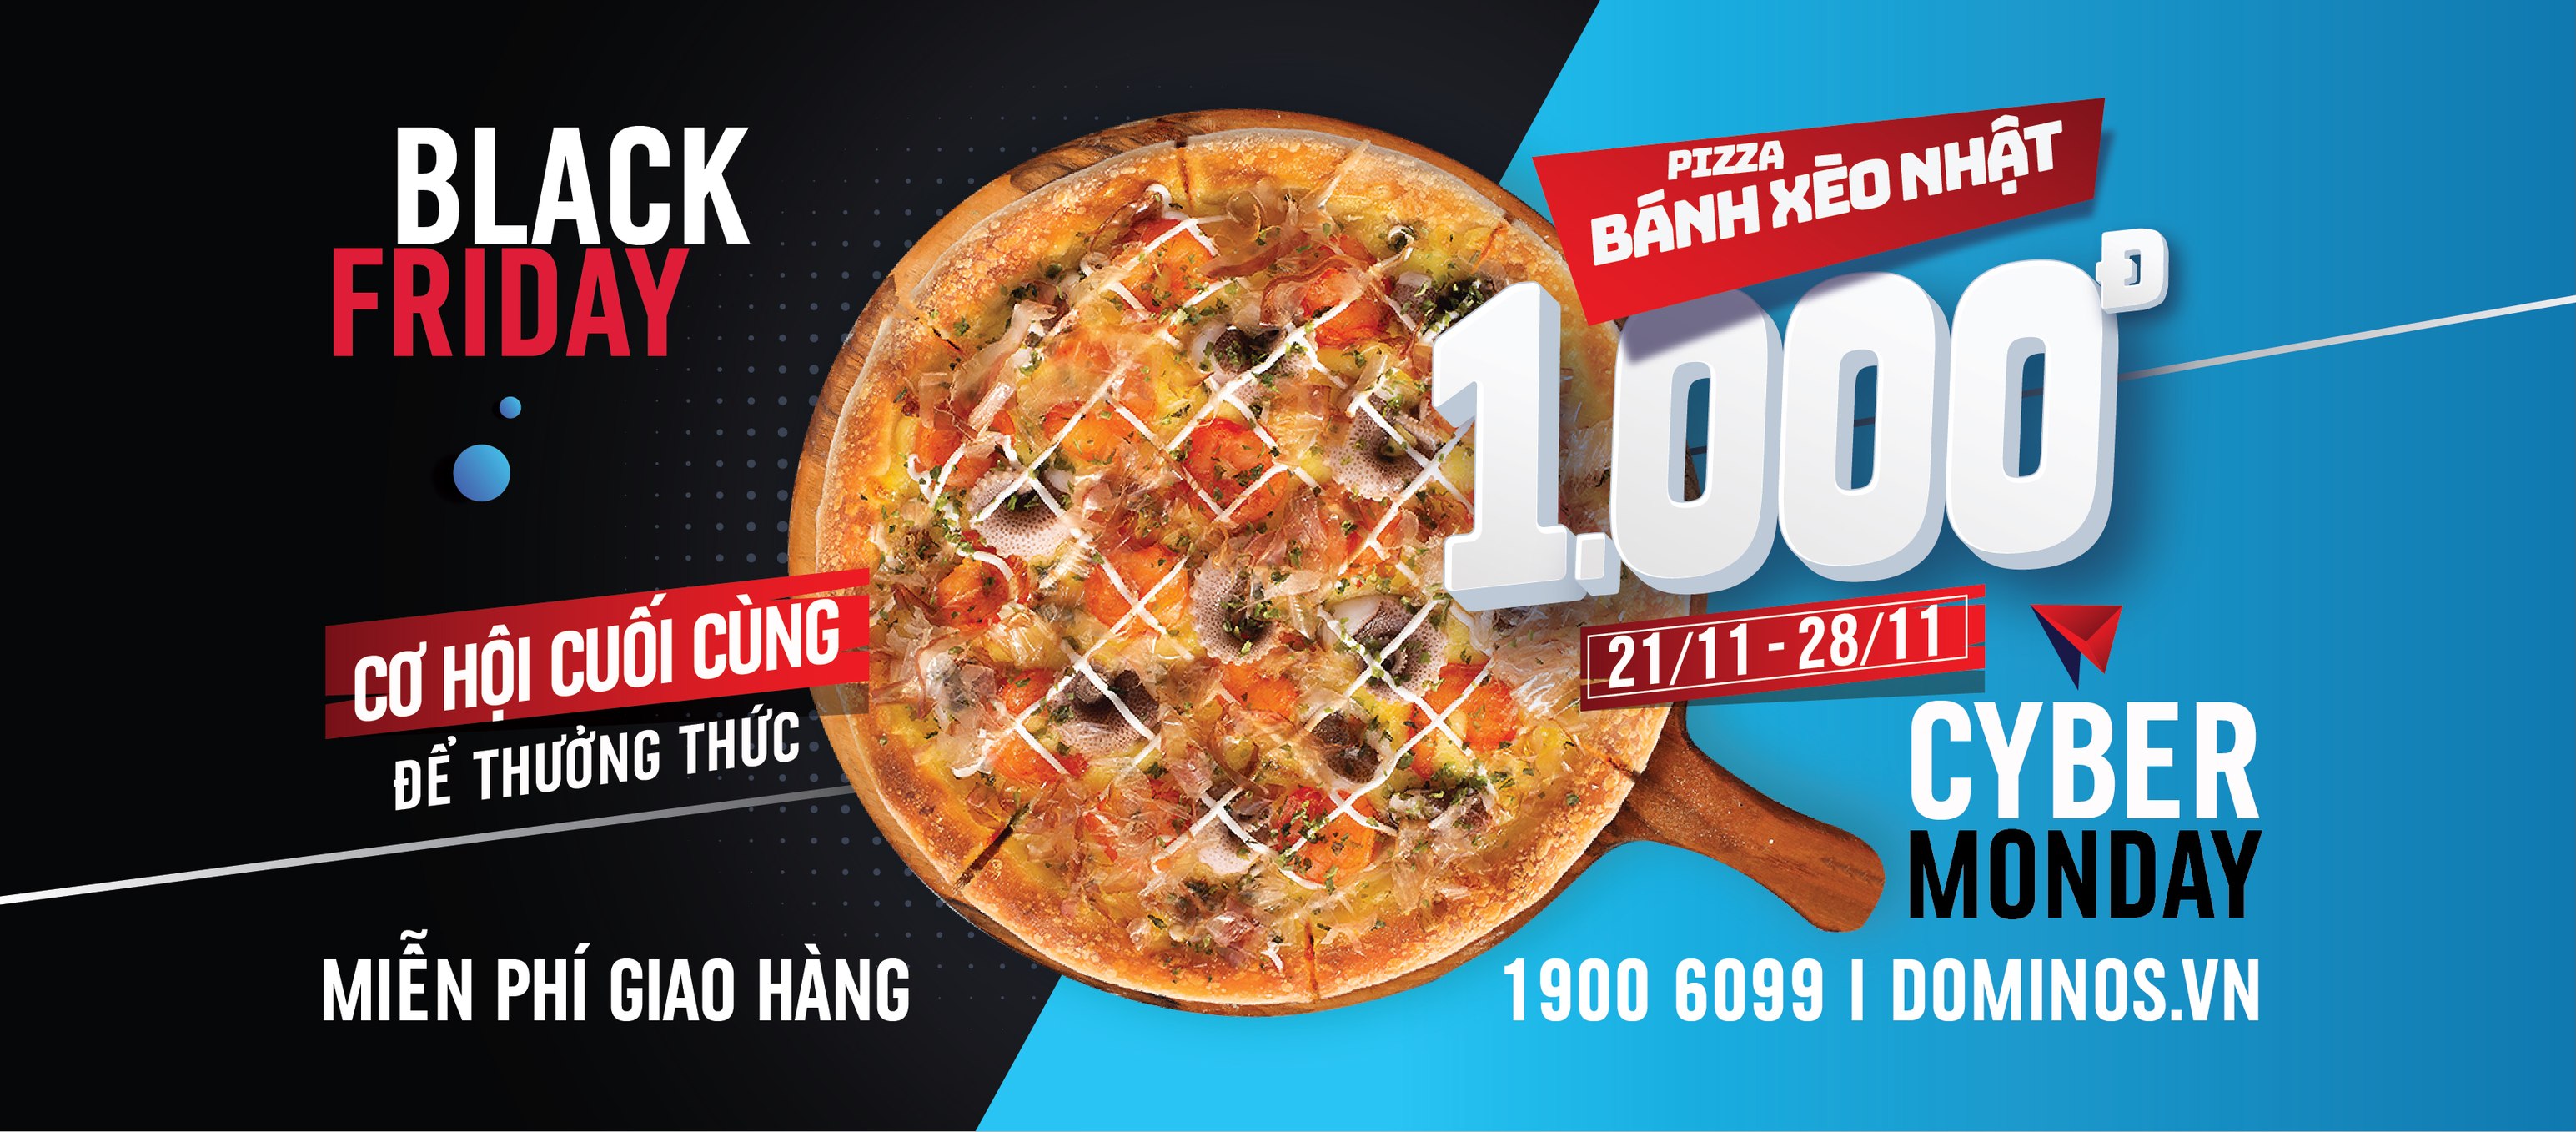 BLACK
FRIDAY
CƠ HỘI CUỐI CÙNG
ĐỂ THƯỞNG THỨC
MIỄN PHÍ GIAO HÀNG
PIZZA
BÁNH XÈO NHẬT
1.000Đ
21/11 - 28/11
CYBER
MONDAY
1900 6099 | DOMINOS.VN